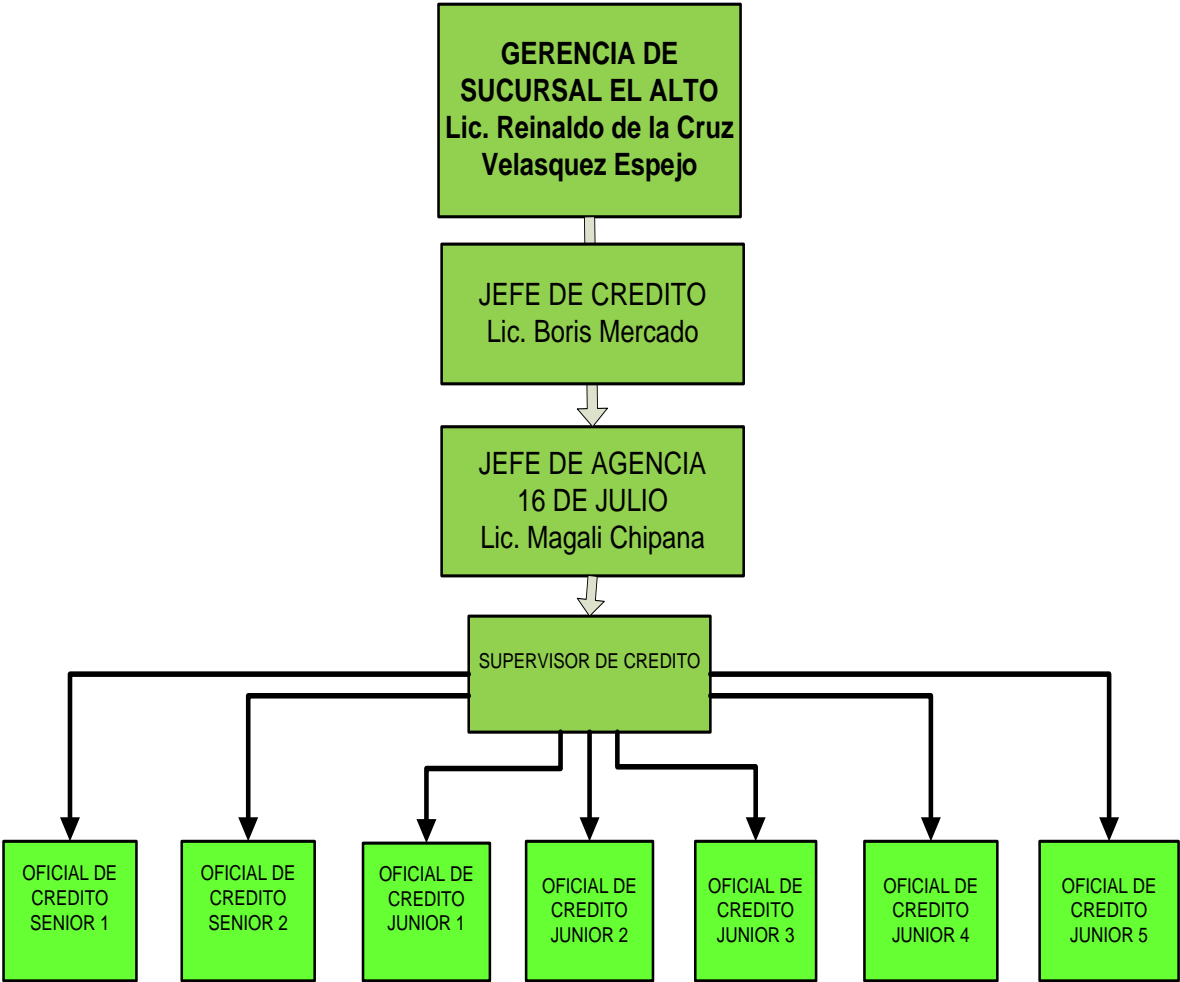 GERENCIA DE
SUCURSAL EL ALTO
Lic. Reinaldo de la Cruz
Velasquez Espejo
JEFE DE CREDITO
Lic. Boris Mercado
JEFE DE AGENCIA
16 DE JULIO
Lic. Magali Chipana
SUPERVISOR DE CREDITO
OFICIAL DE
CREDITO
SENIOR 1
OFICIAL DE
CREDITO
SENIOR 2
OFICIAL DE
CREDITO
JUNIOR 1
OFICIAL DE
CREDITO
JUNIOR 2
OFICIAL DE
CREDITO
JUNIOR 3
OFICIAL DE
CREDITO
JUNIOR 4
OFICIAL DE
CREDITO
JUNIOR 5